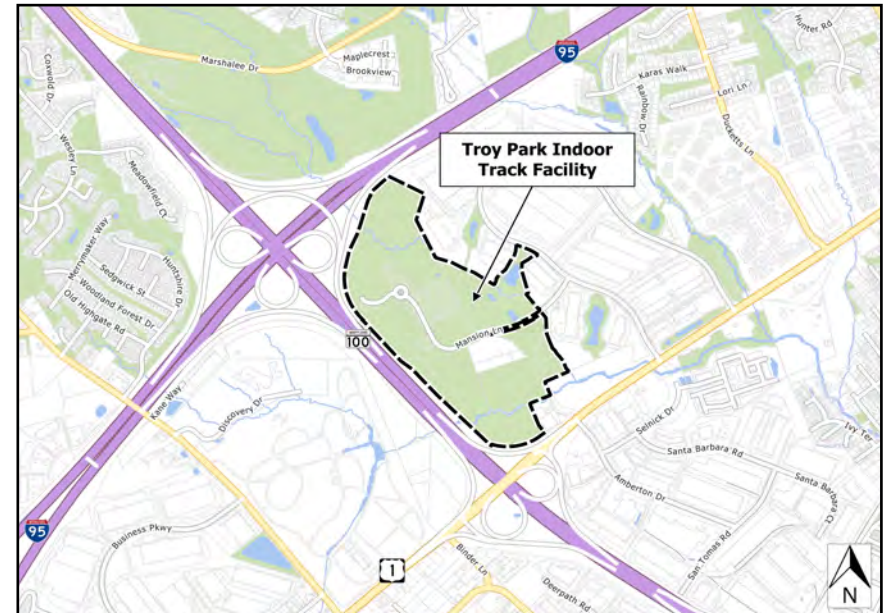 95
Hunter Rd
Coxwold Dr
Marshalee Dr
Maplecrest
Brookview
Karas Walk
Lori Ln
Rainbow Dr
Ducketts Ln
Wesley Ln
Meadowfield Ct
Troy Park Indoor
Track Facility
Merrymaker Way
Sedgwick St
Woodland Forest Dr
Old Highgate Rd
Huntshire Dr
100
Mansion Ln
Kane Way
Discovery Dr
Selnick Dr
Ivy Ter
Santa Barbara Rd
Santa Barbara Ct
Amberton Dr
San Tomas Rd
95
Business Pkwy
1
Binder Ln
Deerpath Rd
N